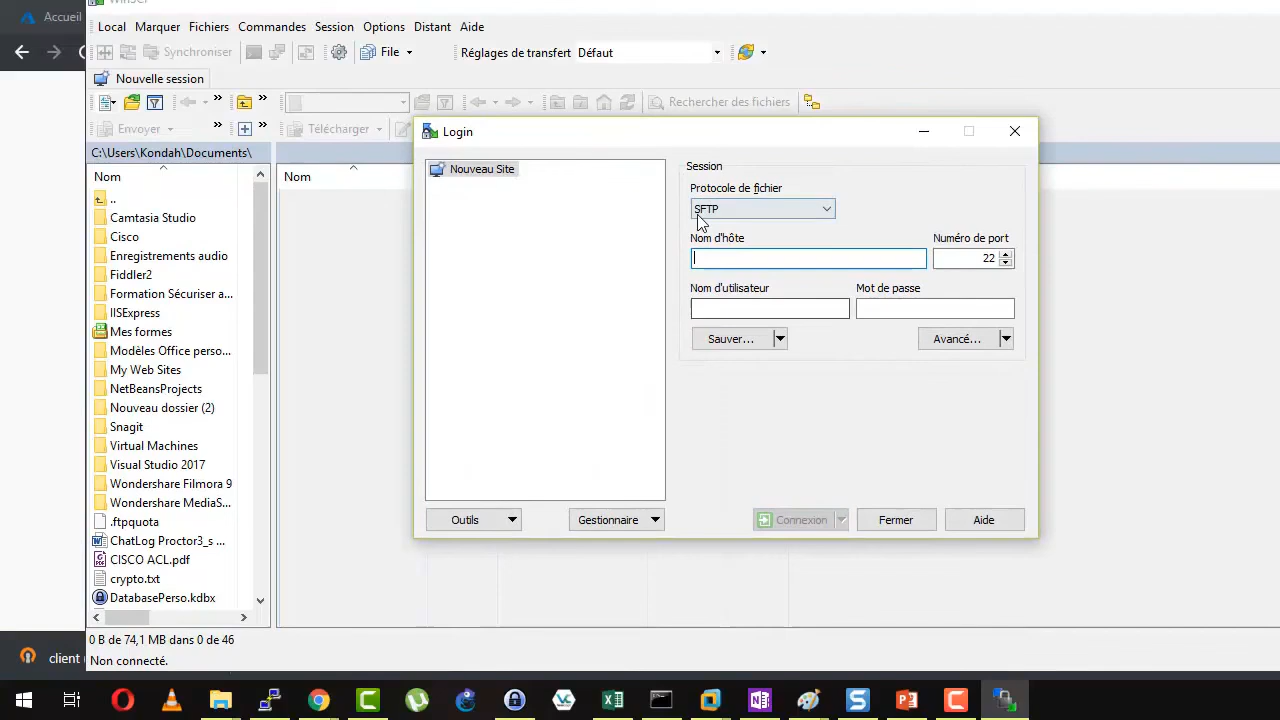 Accueil
Local Marquer Fichiers Commandes Session Options Distant Aide
Synchroniser File Réglages de transfert Défaut
Nouvelle session
Rechercher des fichiers
Envoyer Télécharger
C:\Users\Kondah\Documents\
Nom
..
Camtasia Studio
Cisco
Enregistrements audio
Fiddler2
Formation Sécuriser a...
IISExpress
Mes formes
Modèles Office perso...
My Web Sites
NetBeansProjects
Nouveau dossier (2)
Snagit
Virtual Machines
Visual Studio 2017
Wondershare Filmora 9
Wondershare MediaS...
.ftpquota
ChatLog Proctor3_s ...
CISCO ACL.pdf
crypto.txt
DatabasePerso.kdbx
Nom
Login
Nouveau Site
Session
Protocole de fichier
SFTP
Nom d'hôte Numéro de port
22
Nom d'utilisateur Mot de passe
Sauver... Avancé...
Outils Gestionnaire Connexion Fermer Aide
0 B de 74,1 MB dans 0 de 46
Non connecté.
client